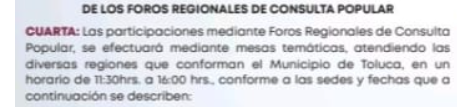 DE LOS FOROS REGIONALES DE CONSULTA POPULAR
CUARTA: Las participaciones mediante Foros Regionales de Consulta
Popular, se efectuará mediante mesas temáticas, atendiendo las
diversas regiones que conforman el Municipio de Toluca, en un
horario de 11:30hrs. a 16:00 hrs., conforme a las sedes y fechas que a
continuación se describen: